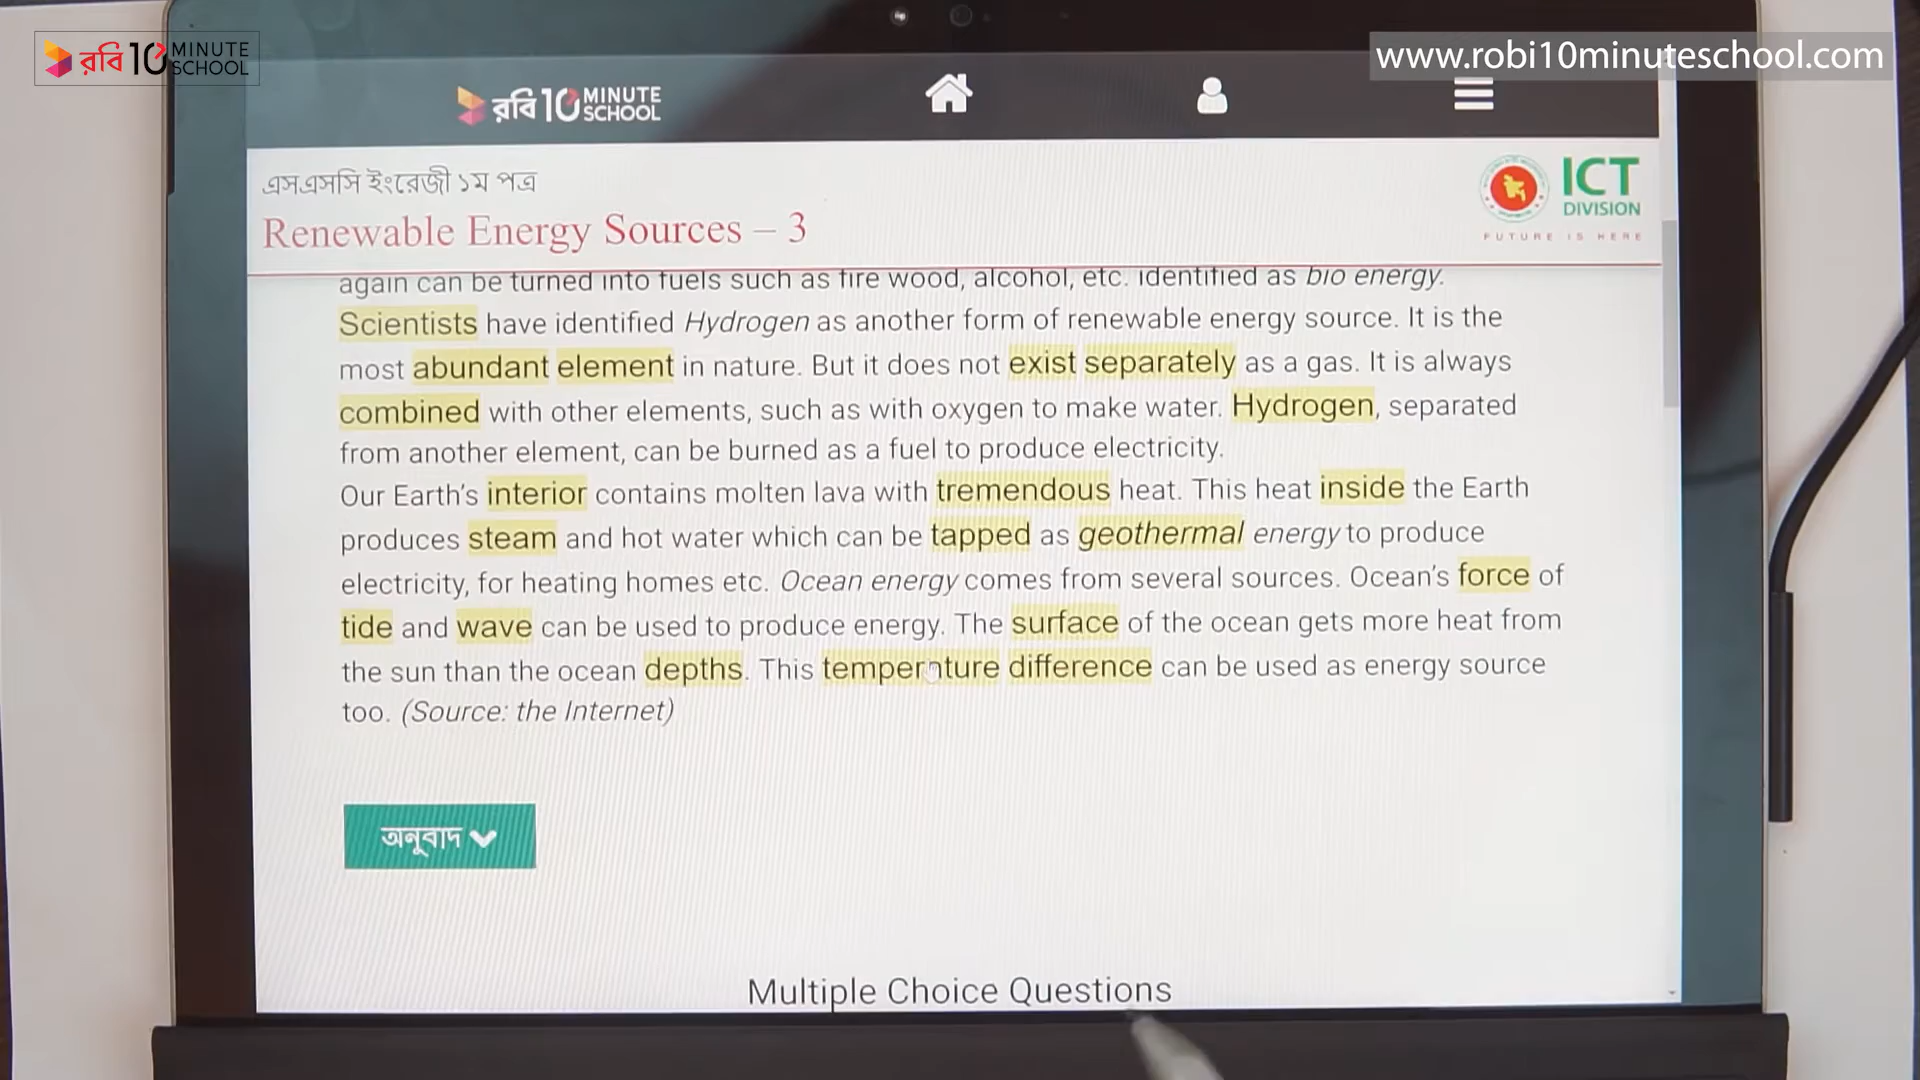 রবি 10 MINUTE SCHOOL
www.robi10minuteschool.com
রবি 10 MINUTE SCHOOL
এসএসসি ইংরেজী ১ম পত্র
Renewable Energy Sources – 3
ICT
DIVISION
FUTURE IS HERE
again can be turned into fuels such as fire wood, alcohol, etc. identified as bio energy.
Scientists have identified Hydrogen as another form of renewable energy source. It is the
most abundant element in nature. But it does not exist separately as a gas. It is always
combined with other elements, such as with oxygen to make water. Hydrogen, separated
from another element, can be burned as a fuel to produce electricity.
Our Earth's interior contains molten lava with tremendous heat. This heat inside the Earth
produces steam and hot water which can be tapped as geothermal energy to produce
electricity, for heating homes etc. Ocean energy comes from several sources. Ocean's force of
tide and wave can be used to produce energy. The surface of the ocean gets more heat from
the sun than the ocean depths. This temperature difference can be used as energy source
too. (Source: the Internet)
অনুবাদ
Multiple Choice Questions